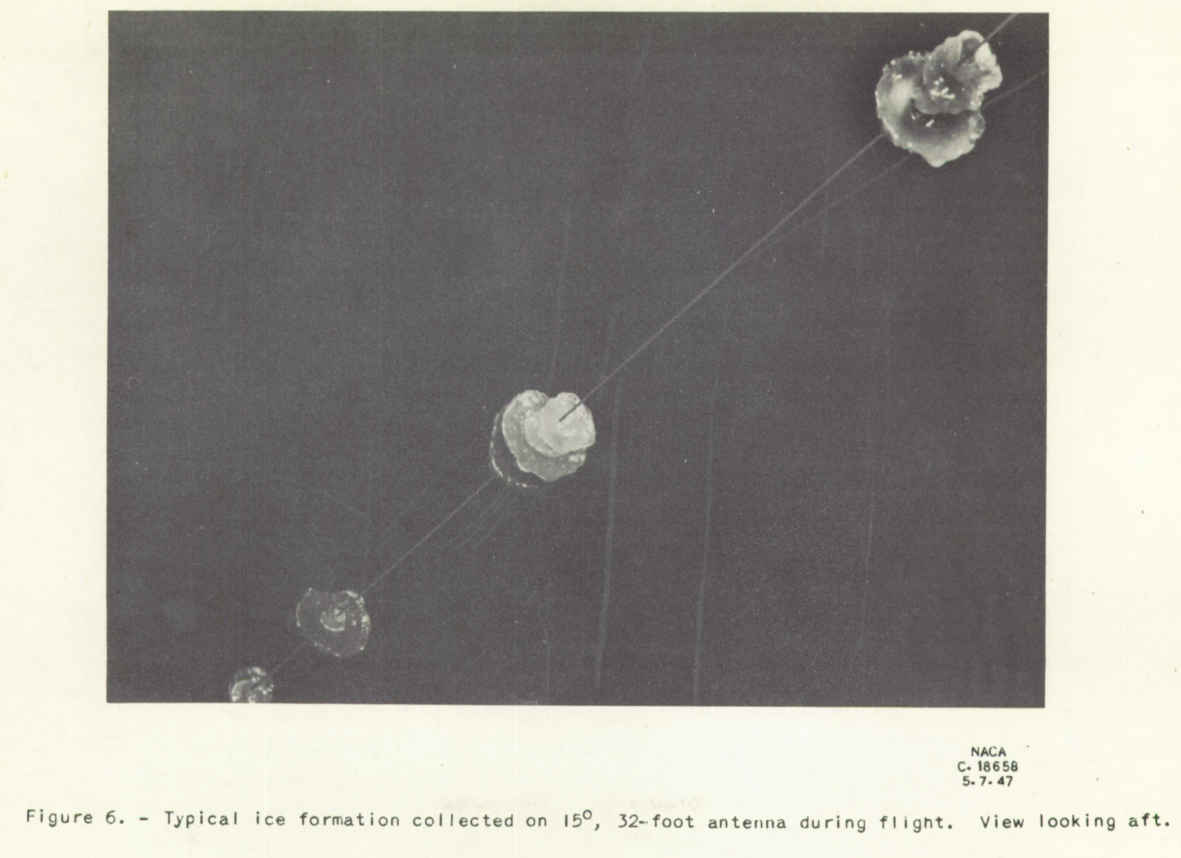 NACA
C. 18658
5.7.47
Figure 6. - Typical ice formation collected on 15°, 32-foot antenna during flight. View looking aft.